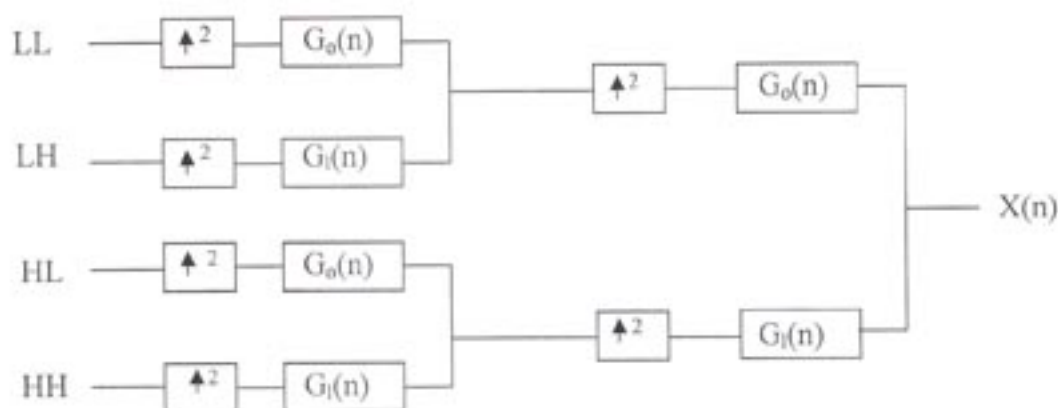 LL ↑2 G₀(n)
↑2 G₀(n)
LH ↑2 G₁(n)
X(n)
HL ↑2 G₀(n)
↑2 G₁(n)
HH ↑2 G₁(n)